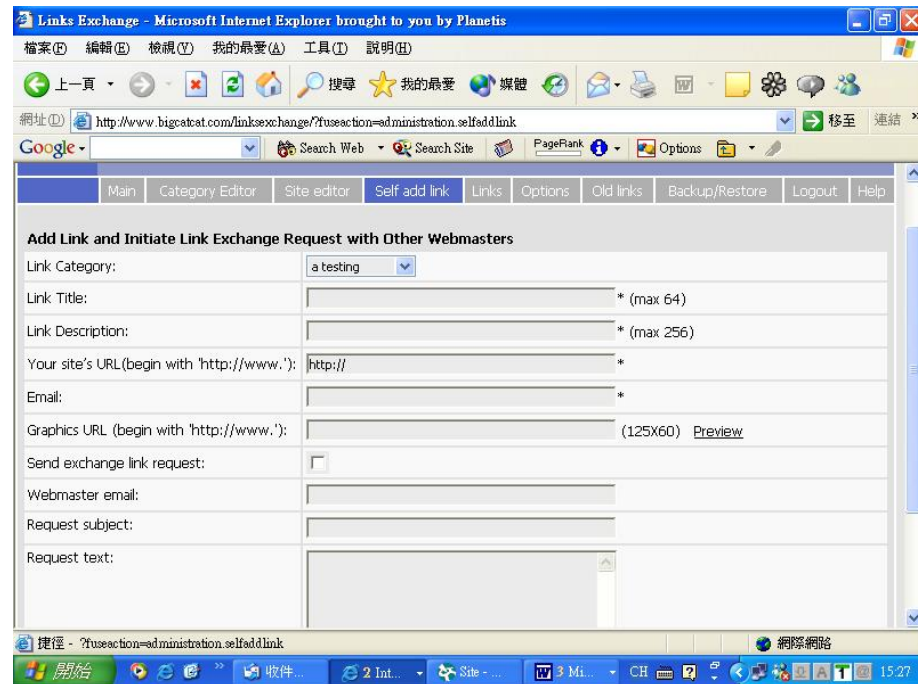 Links Exchange - Microsoft Internet Explorer brought to you by Planetis
檔案(F) 編輯(E) 檢視(V) 我的最愛(A) 工具(T) 說明(H)
上一頁 搜尋 我的最愛 媒體
網址(D) http://www.bigcatcat.com/linksexchange/?fuseaction=administration.selfaddlink 移至 連結 »
Google Search Web Search Site PageRank Options
Main Category Editor Site editor Self add link Links Options Old links Backup/Restore Logout Help
Add Link and Initiate Link Exchange Request with Other Webmasters
Link Category: a testing
Link Title: * (max 64)
Link Description: * (max 256)
Your site's URL(begin with 'http://www.'): http:// *
Email: *
Graphics URL (begin with 'http://www.'): (125X60) Preview
Send exchange link request:
Webmaster email:
Request subject:
Request text:
捷徑 - ?fuseaction=administration.selfaddlink 網際網路
開始 » 收件... 2 Int... Site - ... 3 Mi... CH 15:27